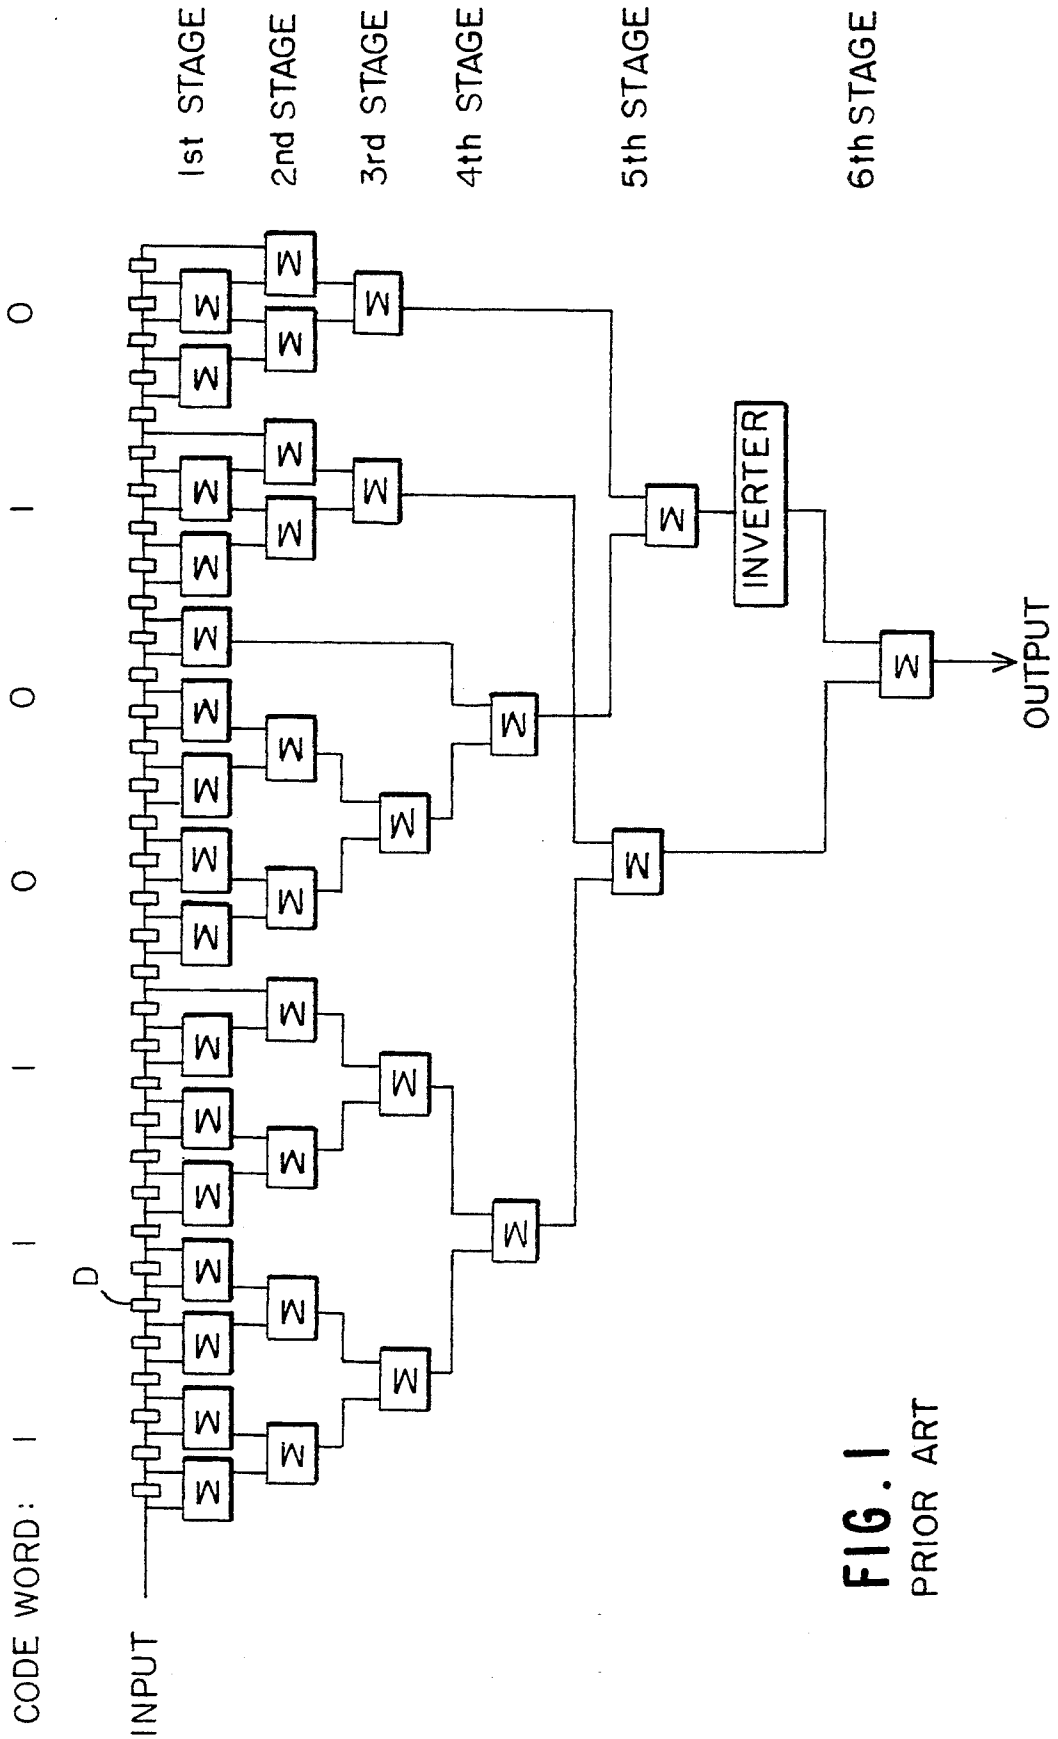 CODE WORD: 1 1 1 0 0 1 0
D
INPUT
Σ Σ Σ Σ Σ Σ Σ Σ Σ Σ Σ Σ Σ Σ Σ Σ 1st STAGE
Σ Σ Σ Σ Σ Σ Σ Σ Σ Σ 2nd STAGE
Σ Σ Σ Σ Σ 3rd STAGE
Σ Σ 4th STAGE
Σ Σ 5th STAGE
INVERTER
Σ 6th STAGE
OUTPUT
FIG. 1
PRIOR ART